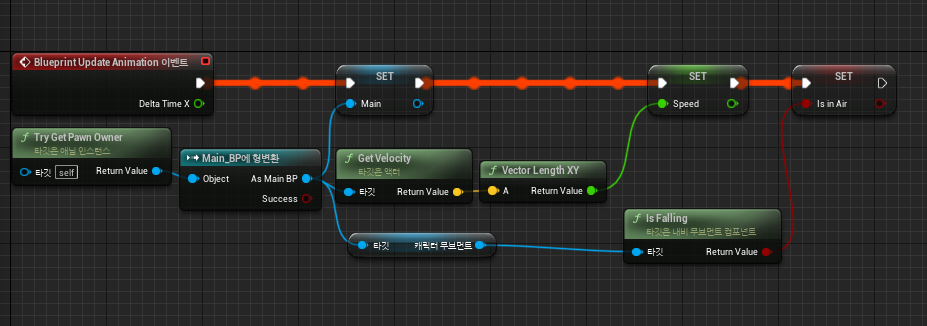 Blueprint Update Animation 이벤트
Delta Time X
SET
Main
SET
Speed
SET
Is in Air
Try Get Pawn Owner
타깃은 애님 인스턴스
타깃 self
Return Value
Main_BP에 형변환
Object
As Main BP
Success
Get Velocity
타깃은 액터
타깃
Return Value
Vector Length XY
A
Return Value
타깃
캐릭터 무브먼트
Is Falling
타깃은 내비 무브먼트 컴포넌트
타깃
Return Value